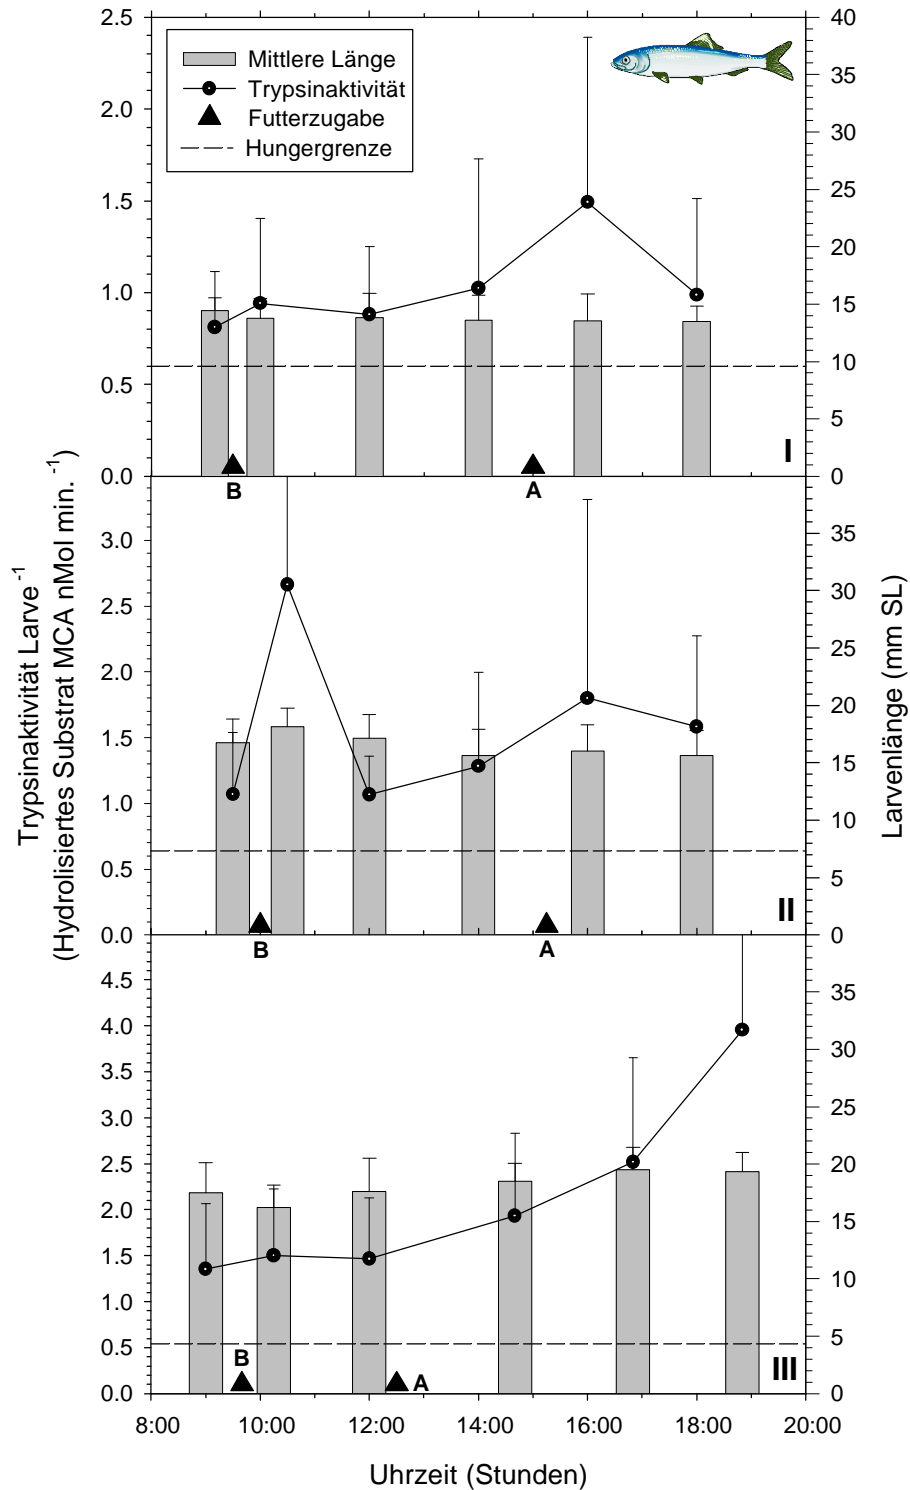 Mittlere Länge
Trypsinaktivität
Futterzugabe
Hungergrenze
2.5
2.0
1.5
1.0
0.5
0.0
40
35
30
25
20
15
10
5
0
I
B
A
3.0
2.5
2.0
1.5
1.0
0.5
0.0
35
30
25
20
15
10
5
0
II
B
A
4.5
4.0
3.5
3.0
2.5
2.0
1.5
1.0
0.5
0.0
35
30
25
20
15
10
5
0
III
B
A
8:00 10:00 12:00 14:00 16:00 18:00 20:00
Uhrzeit (Stunden)
Trypsinaktivität Larve -1
(Hydrolisiertes Substrat MCA nMol min. -1)
Larvenlänge (mm SL)